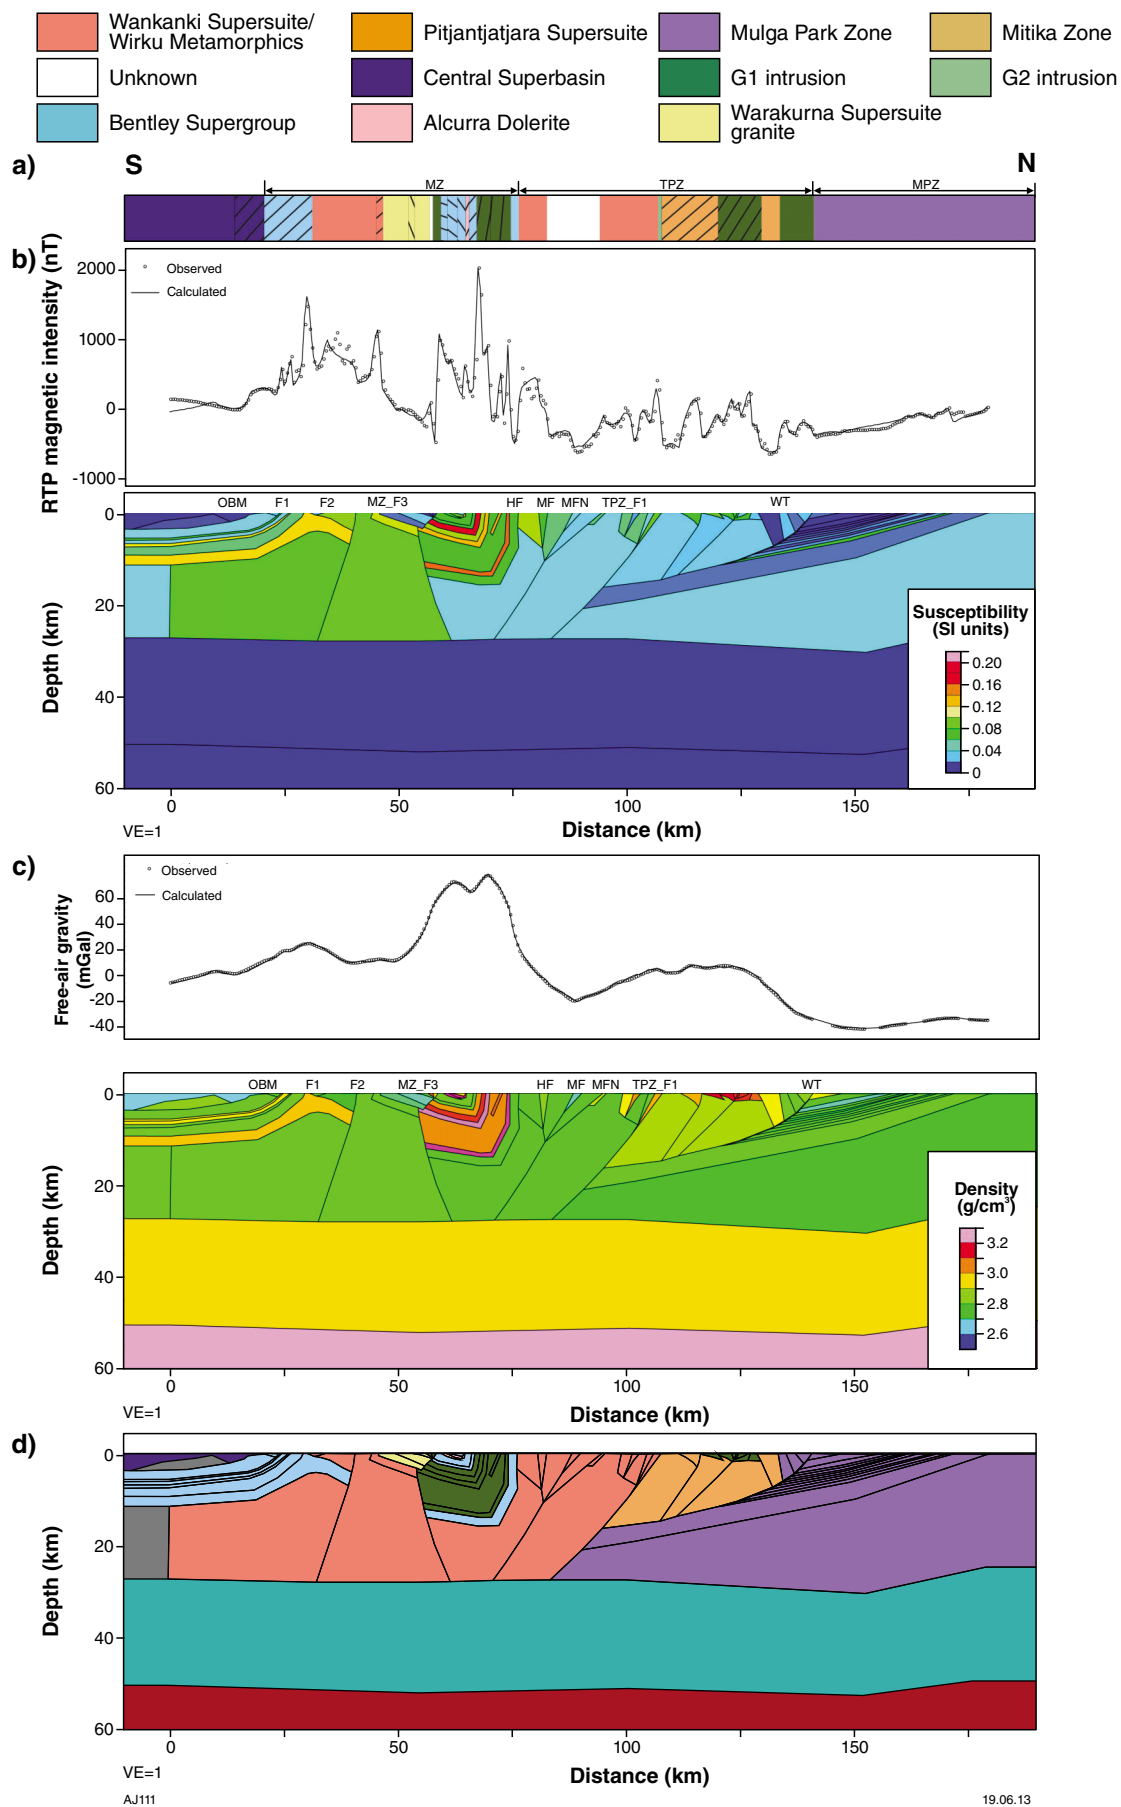 Wankanki Supersuite/
Wirku Metamorphics
Pitjantjatjara Supersuite
Mulga Park Zone
Mitika Zone
Unknown
Central Superbasin
G1 intrusion
G2 intrusion
Bentley Supergroup
Alcurra Dolerite
Warakurna Supersuite
granite
a)
S
N
MZ
TPZ
MPZ
b)
RTP magnetic intensity (nT)
2000
1000
0
-1000
Observed
Calculated
OBM
F1
F2
MZ_F3
HF
MF
MFN
TPZ_F1
WT
Depth (km)
0
20
40
60
Susceptibility
(SI units)
0.20
0.16
0.12
0.08
0.04
0
0
50
100
150
VE=1
Distance (km)
c)
Free-air gravity
(mGal)
60
40
20
0
-20
-40
Observed
Calculated
OBM
F1
F2
MZ_F3
HF
MF
MFN
TPZ_F1
WT
Depth (km)
0
20
40
60
Density
(g/cm³)
3.2
3.0
2.8
2.6
0
50
100
150
VE=1
Distance (km)
d)
Depth (km)
0
20
40
60
0
50
100
150
VE=1
Distance (km)
AJ111
19.06.13